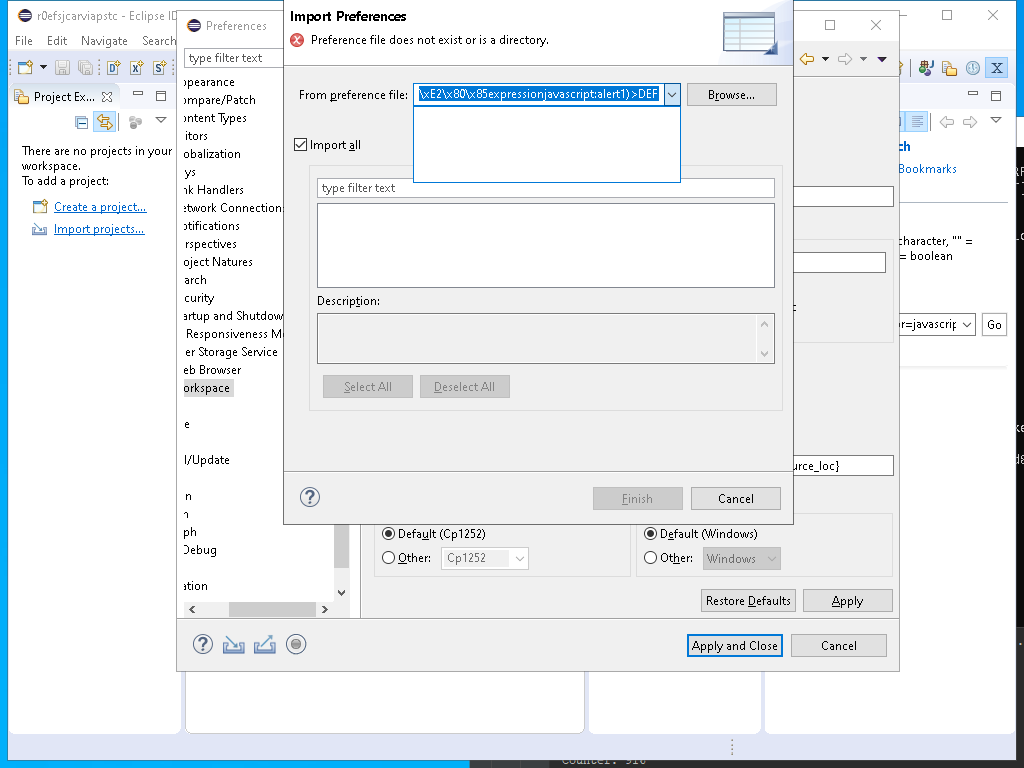 r0efsjcarviapstc - Eclipse ID
File Edit Navigate Search
Project Ex...
There are no projects in your
workspace.
To add a project:
Create a project...
Import projects...
Preferences
type filter text
ppearance
ompare/Patch
ontent Types
itors
obalization
ys
nk Handlers
etwork Connection
otifications
rspectives
oject Natures
arch
curity
artup and Shutdow
Responsiveness M
er Storage Service
eb Browser
orkspace
e
l/Update
n
ph
Debug
ation
Import Preferences
Preference file does not exist or is a directory.
From preference file:
\xE2\x80\x85expressionjavascript:alert1)>DEF
Browse...
Import all
type filter text
Description:
Select All
Deselect All
Finish
Cancel
urce_loc}
Default (Cp1252)
Other:
Cp1252
Default (Windows)
Other:
Windows
Restore Defaults
Apply
Apply and Close
Cancel
ch
Bookmarks
character, "" =
= boolean
or=javascrip
Go
Counter: 910